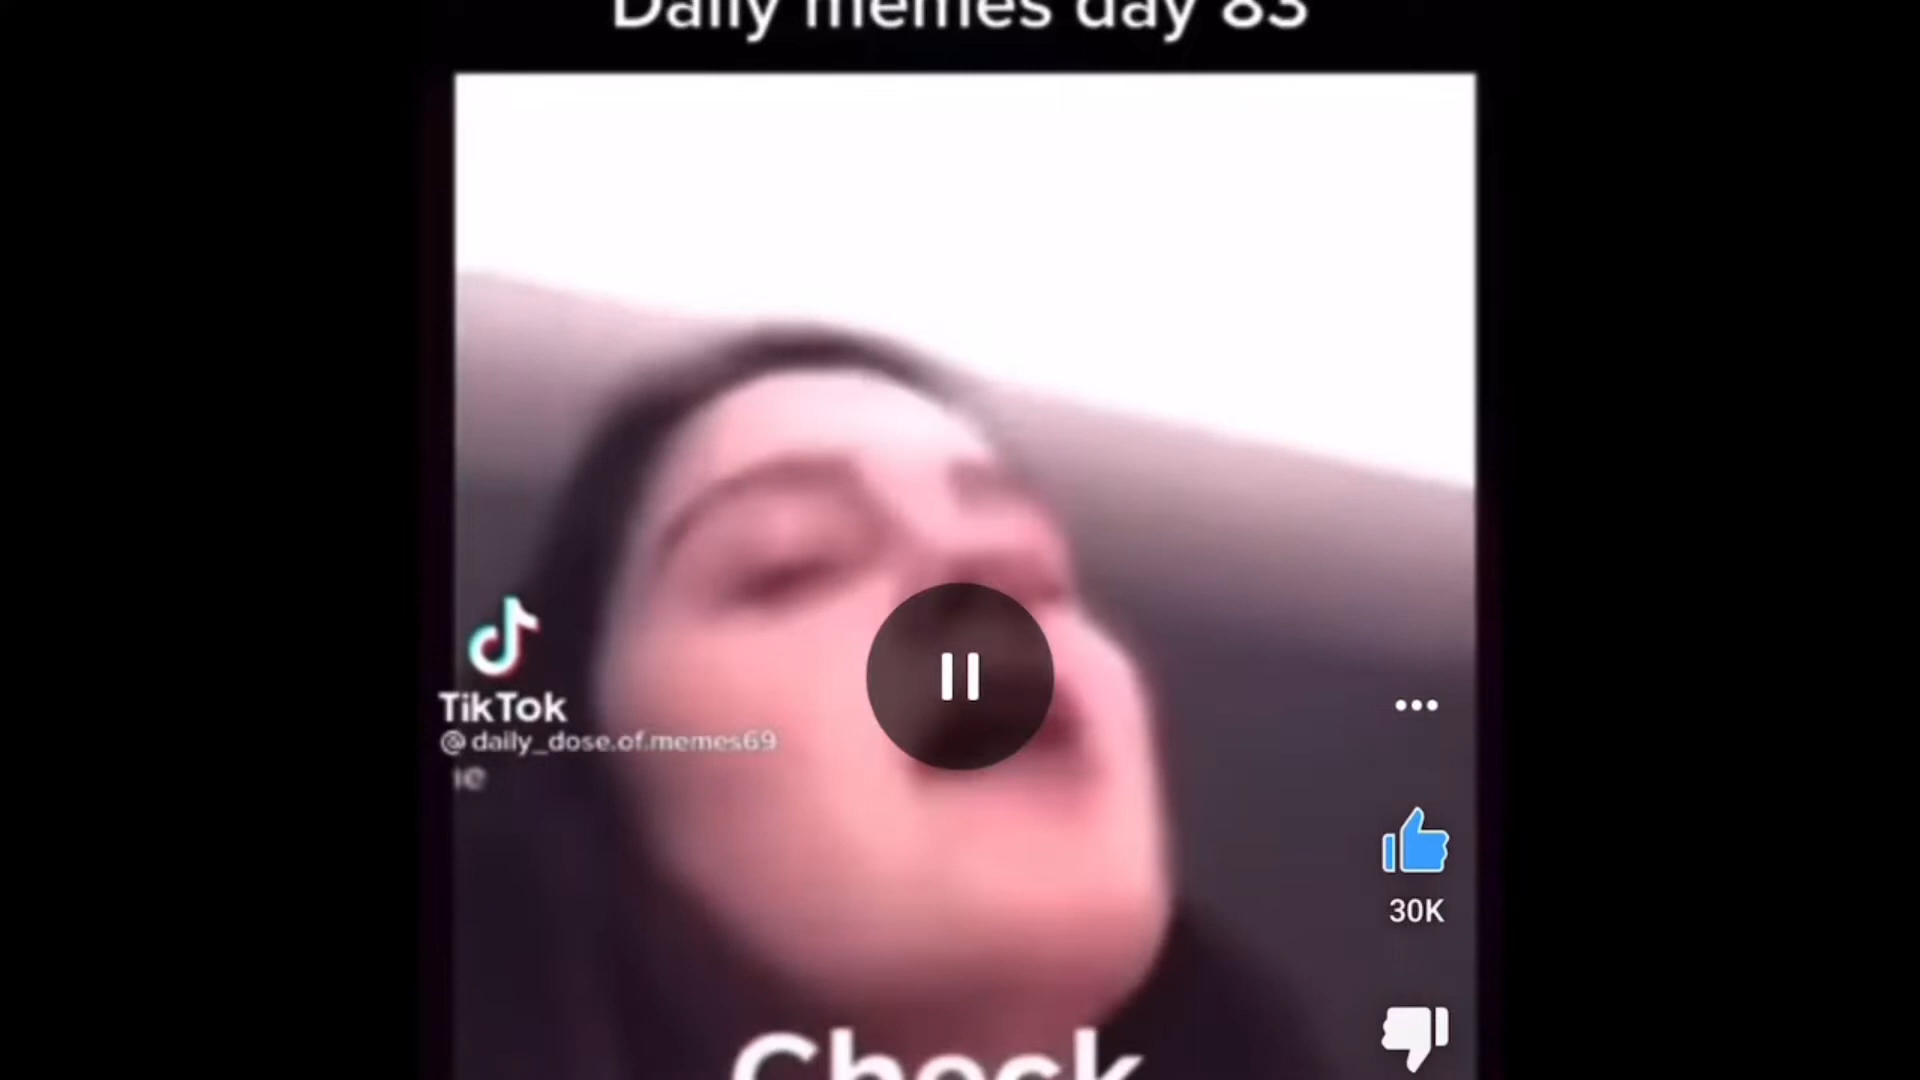 Daily memes day 83
TikTok
@daily_dose.of.memes69
30K
Check